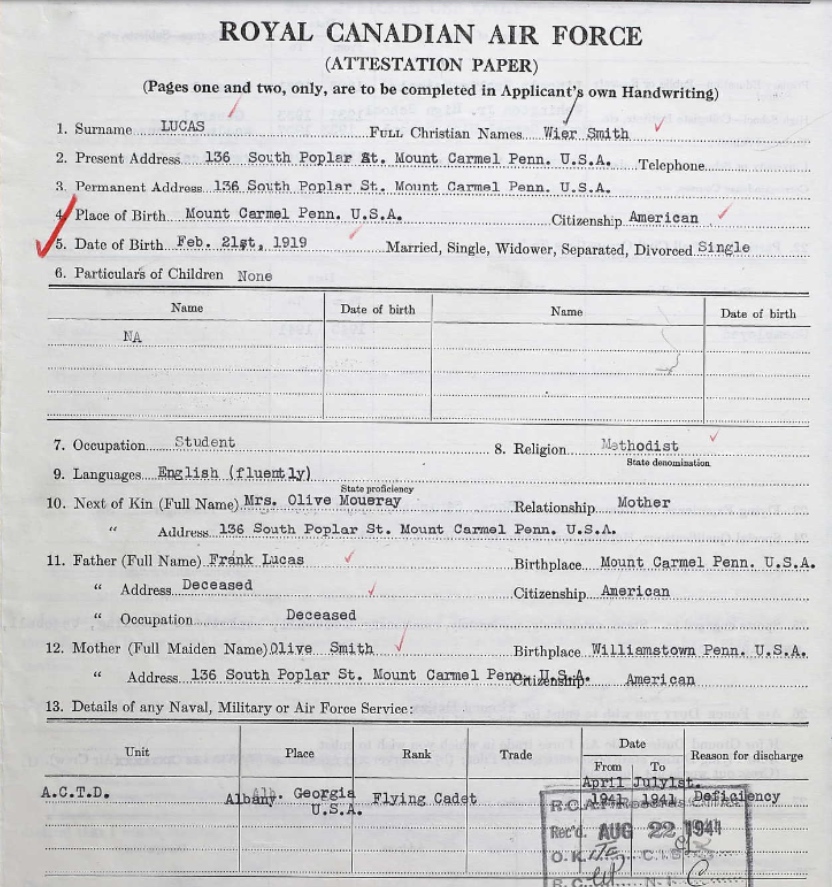 ROYAL CANADIAN AIR FORCE
(ATTESTATION PAPER)
(Pages one and two, only, are to be completed in Applicant's own Handwriting)
1. Surname LUCAS FULL Christian Names Wier Smith
2. Present Address 136 South Poplar St. Mount Carmel Penn. U.S.A. Telephone
3. Permanent Address 136 South Poplar St. Mount Carmel Penn. U.S.A.
4. Place of Birth Mount Carmel Penn. U.S.A. Citizenship American
5. Date of Birth Feb. 21st, 1919 Married, Single, Widower, Separated, Divorced Single
6. Particulars of Children None
Name Date of birth Name Date of birth
NA
7. Occupation Student 8. Religion Methodist
State denomination
9. Languages English (fluently)
State proficiency
10. Next of Kin (Full Name) Mrs. Olive Moueray Relationship Mother
" Address 136 South Poplar St. Mount Carmel Penn. U.S.A.
11. Father (Full Name) Frank Lucas Birthplace Mount Carmel Penn. U.S.A.
" Address Deceased Citizenship American
" Occupation Deceased
12. Mother (Full Maiden Name) Olive Smith Birthplace Williamstown Penn. U.S.A.
" Address 136 South Poplar St. Mount Carmel Penn. U.S.A. Citizenship American
13. Details of any Naval, Military or Air Force Service:
Unit Place Rank Trade Date Reason for discharge
From To
April July1st.
A.C.T.D. Albany. Georgia Flying Cadet 1941 1941 Deficiency
U.S.A.
Rec'd. AUG 22 1941
O.K.